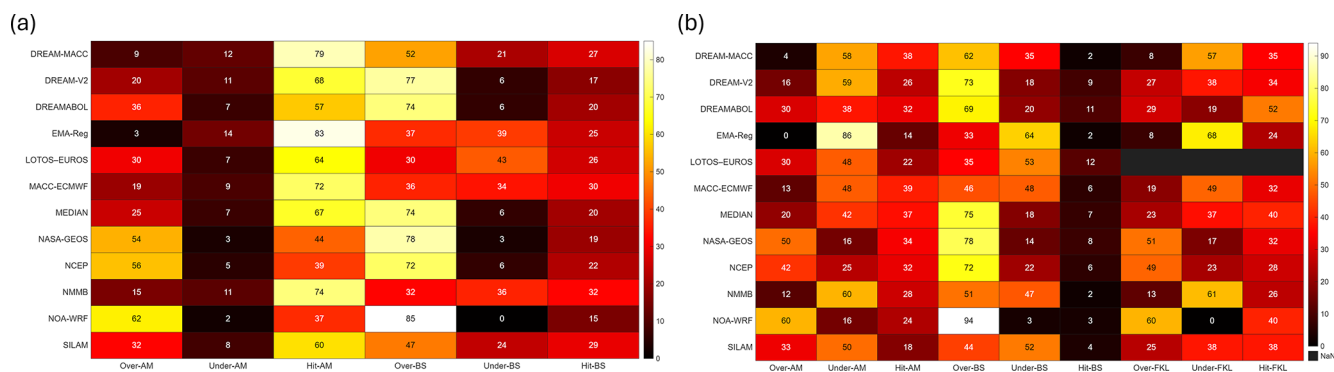 (a)
DREAM-MACC 9 12 79 52 21 27
DREAM-V2 20 11 68 77 6 17
DREAMABOL 36 7 57 74 6 20
EMA-Reg 3 14 83 37 39 25
LOTOS–EUROS 30 7 64 30 43 26
MACC-ECMWF 19 9 72 36 34 30
MEDIAN 25 7 67 74 6 20
NASA-GEOS 54 3 44 78 3 19
NCEP 56 5 39 72 6 22
NMMB 15 11 74 32 36 32
NOA-WRF 62 2 37 85 0 15
SILAM 32 8 60 47 24 29
Over-AM Under-AM Hit-AM Over-BS Under-BS Hit-BS
80
70
60
50
40
30
20
10
0
(b)
DREAM-MACC 4 58 38 62 35 2 8 57 35
DREAM-V2 16 59 26 73 18 9 27 38 34
DREAMABOL 30 38 32 69 20 11 29 19 52
EMA-Reg 0 86 14 33 64 2 8 68 24
LOTOS–EUROS 30 48 22 35 53 12
MACC-ECMWF 13 48 39 46 48 6 19 49 32
MEDIAN 20 42 37 75 18 7 23 37 40
NASA-GEOS 50 16 34 78 14 8 51 17 32
NCEP 42 25 32 72 22 6 49 23 28
NMMB 12 60 28 51 47 2 13 61 26
NOA-WRF 60 16 24 94 3 3 60 0 40
SILAM 33 50 18 44 52 4 25 38 38
Over-AM Under-AM Hit-AM Over-BS Under-BS Hit-BS Over-FKL Under-FKL Hit-FKL
90
80
70
60
50
40
30
20
10
0
NaN